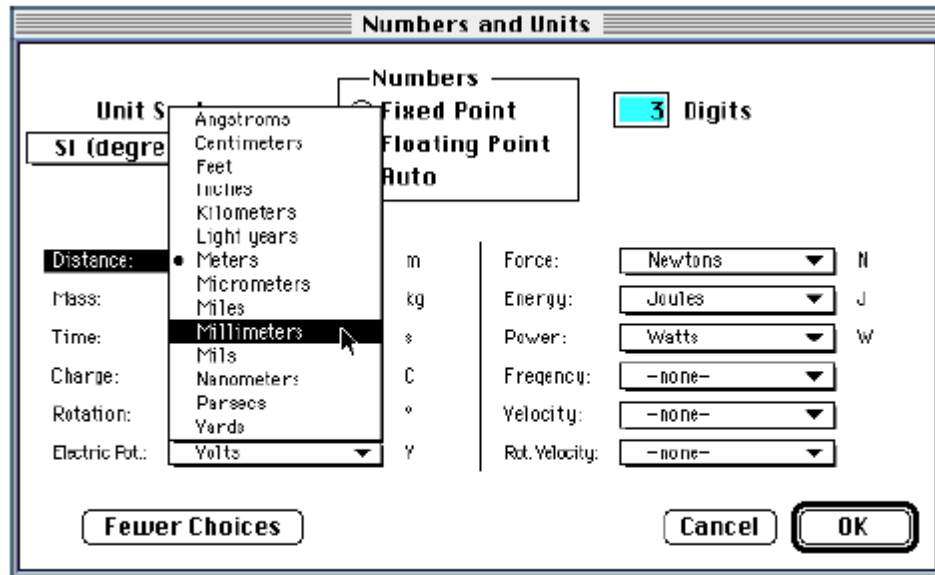 Numbers and Units
Numbers
Unit S
Fixed Point
3 Digits
SI (degre
Floating Point
Auto
Angstroms
Centimeters
Feet
Inches
Kilometers
Light years
Meters
Micrometers
Miles
Millimeters
Mils
Nanometers
Parsecs
Yards
Distance:
m
Mass:
kg
Time:
s
Charge:
C
Rotation:
°
Electric Pot.:
Volts
V
Force:
Newtons
N
Energy:
Joules
J
Power:
Watts
W
Freqency:
-none-
Velocity:
-none-
Rot. Velocity:
-none-
Fewer Choices
Cancel
OK